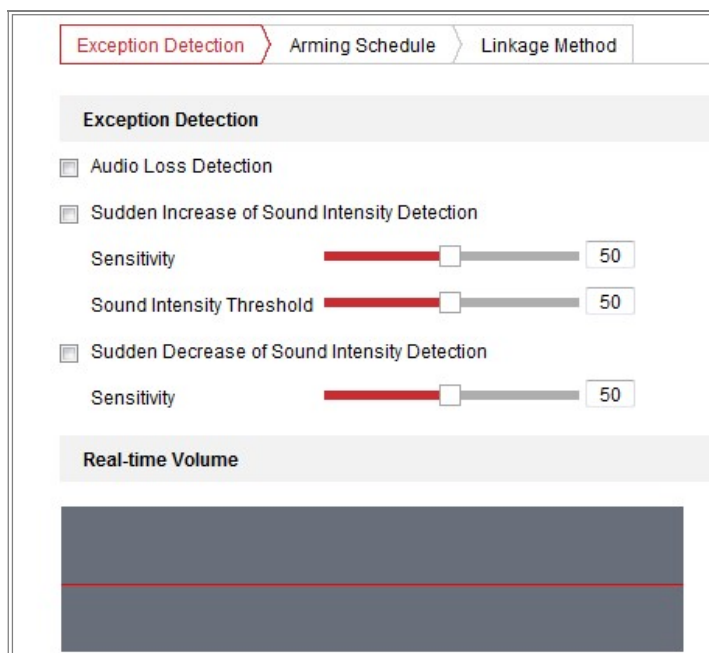 Exception Detection Arming Schedule Linkage Method
Exception Detection
Audio Loss Detection
Sudden Increase of Sound Intensity Detection
Sensitivity 50
Sound Intensity Threshold 50
Sudden Decrease of Sound Intensity Detection
Sensitivity 50
Real-time Volume